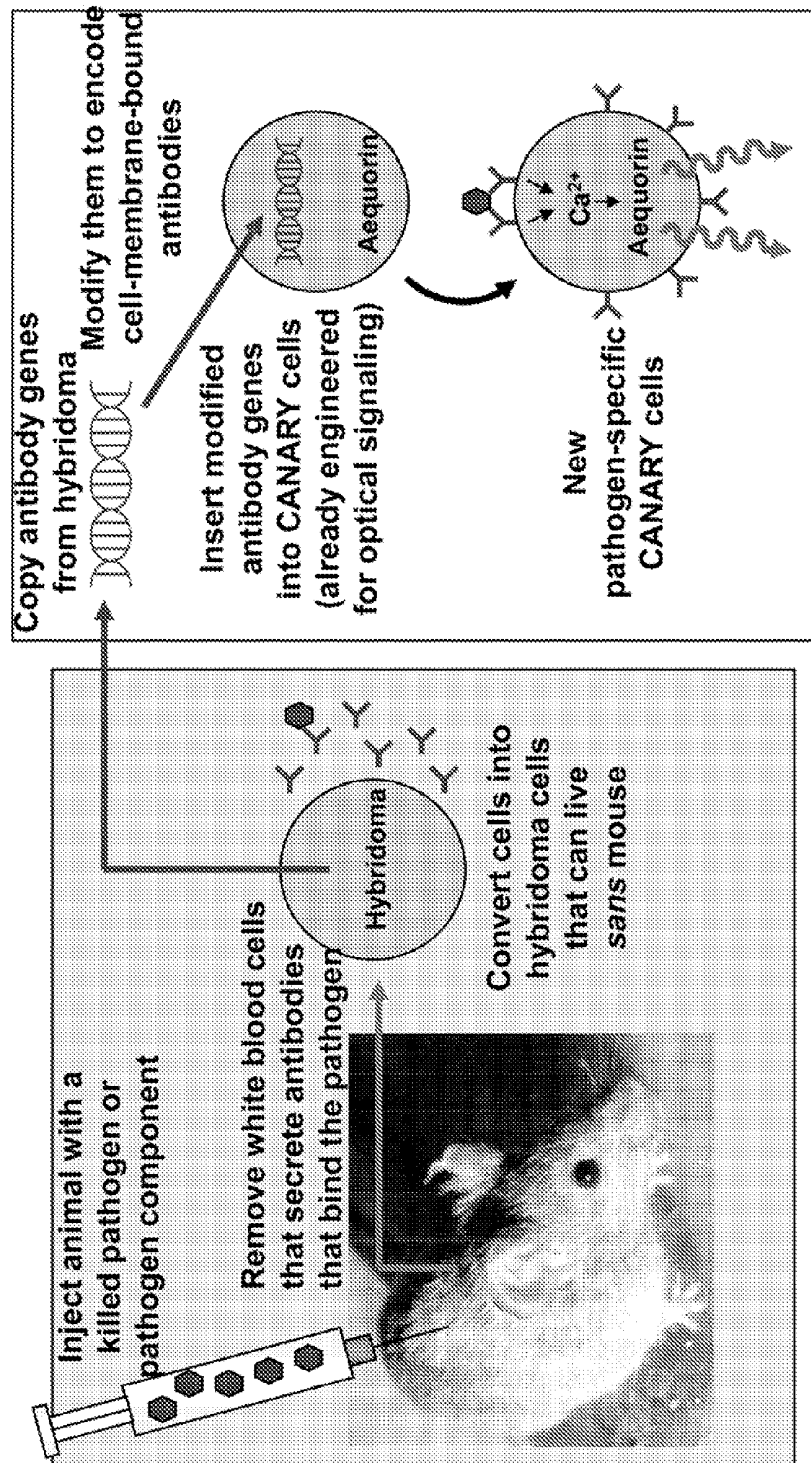 Inject animal with a
killed pathogen or
pathogen component
Remove white blood cells
that secrete antibodies
that bind the pathogen
Hybridoma
Convert cells into
hybridoma cells
that can live
sans mouse
Copy antibody genes
from hybridoma
Modify them to encode
cell-membrane-bound
antibodies
Insert modified
antibody genes
into CANARY cells
(already engineered
for optical signaling)
Aequorin
New
pathogen-specific
CANARY cells
Ca2+
Aequorin